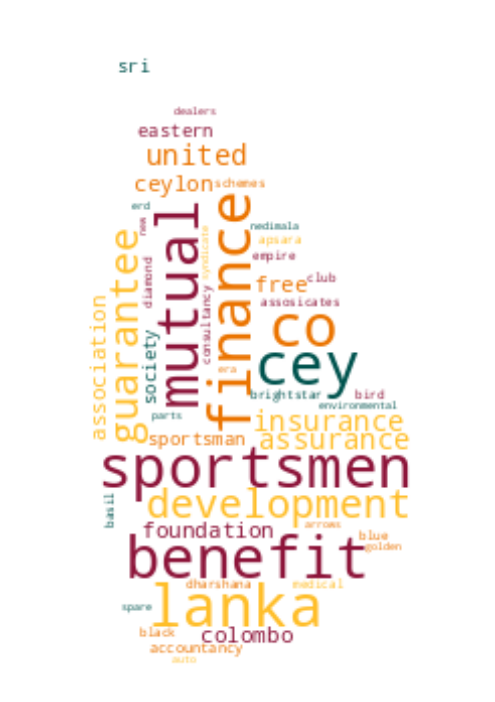 sri
dealers
eastern
united
ceylon
schemes
erd
new
mutual
finance
nedimala
syndicate
apsara
guarantee
empire
diamond
consultancy
free
club
association
assosicates
co
society
cey
era
brightstar
bird
environmental
parts
insurance
sportsman
assurance
sportsmen
development
basil
foundation
arrows
benefit
blue
golden
dharshana
medical
lanka
spare
black
colombo
accountancy
auto